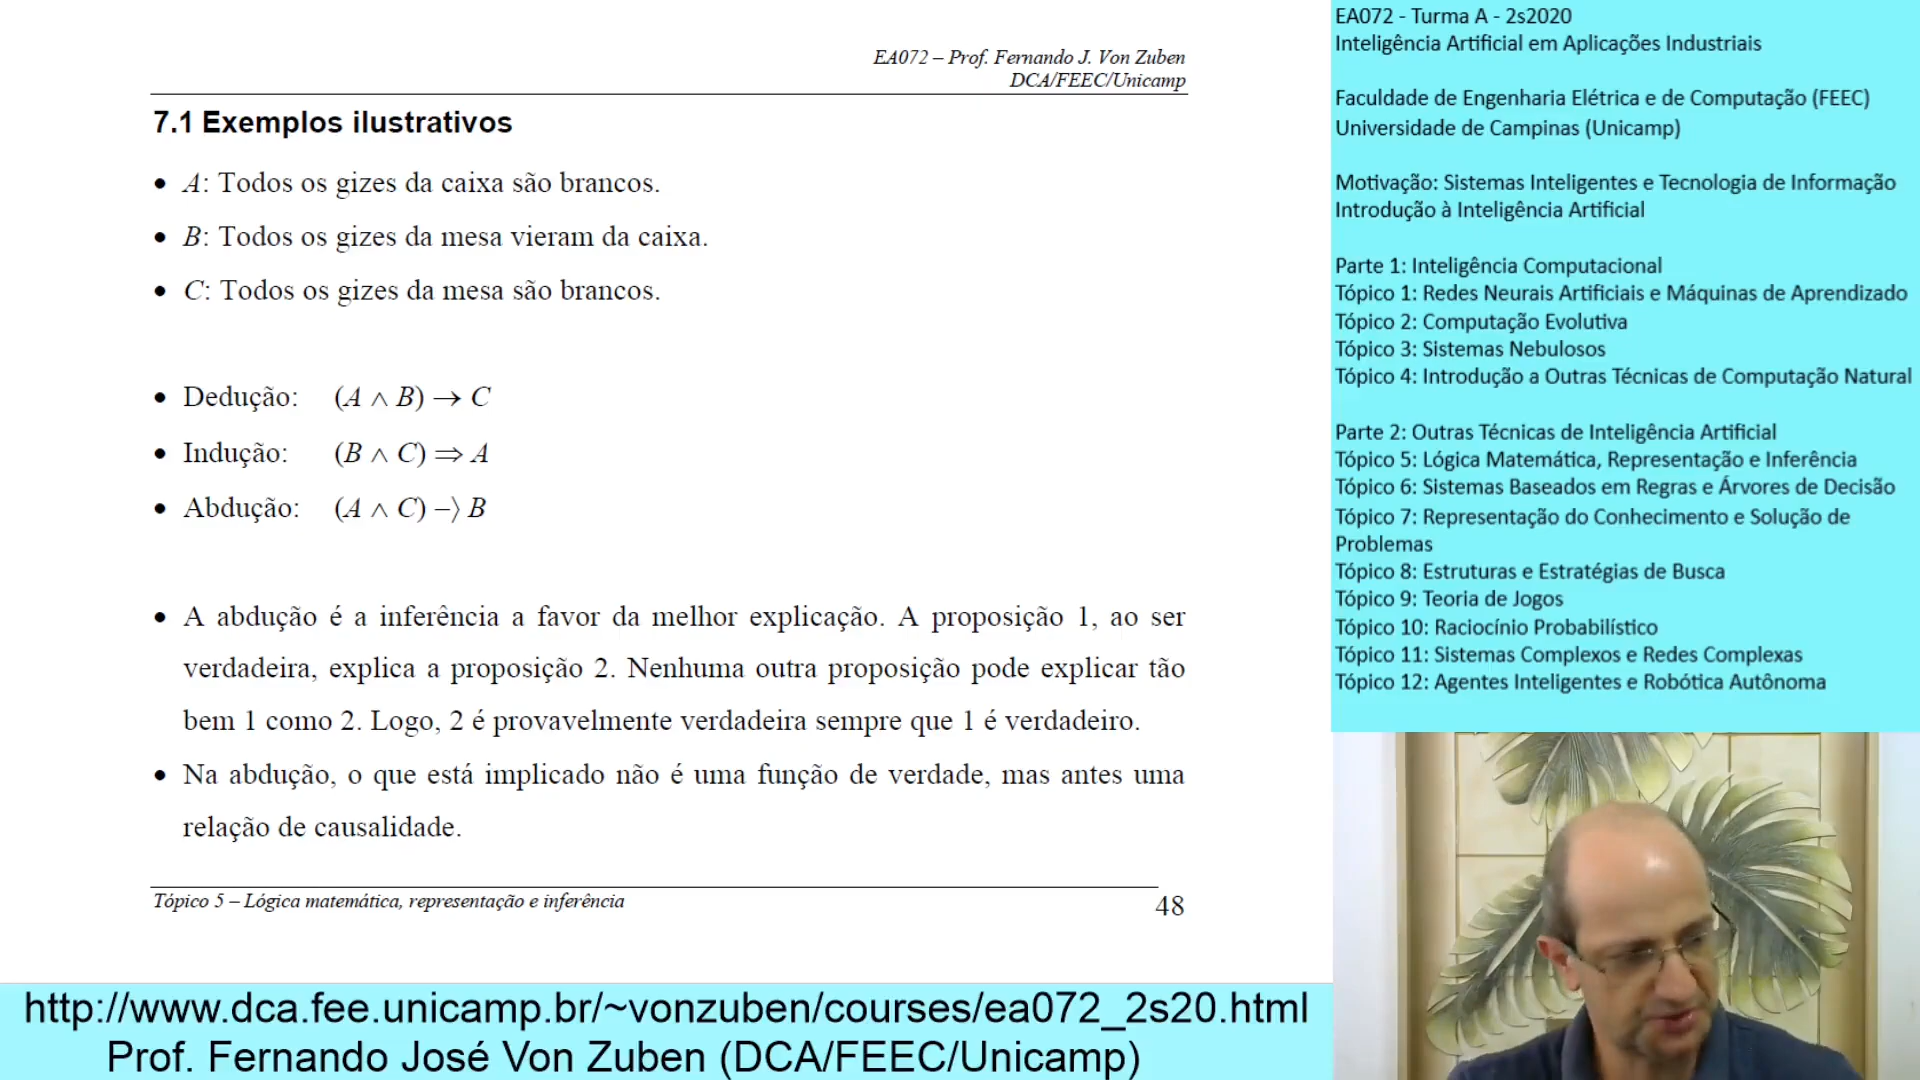 EA072 – Prof. Fernando J. Von Zuben
DCA/FEEC/Unicamp
7.1 Exemplos ilustrativos
• A: Todos os gizes da caixa são brancos.
• B: Todos os gizes da mesa vieram da caixa.
• C: Todos os gizes da mesa são brancos.
• Dedução: (A ∧ B) → C
• Indução: (B ∧ C) ⇒ A
• Abdução: (A ∧ C) –⟩ B
• A abdução é a inferência a favor da melhor explicação. A proposição 1, ao ser
verdadeira, explica a proposição 2. Nenhuma outra proposição pode explicar tão
bem 1 como 2. Logo, 2 é provavelmente verdadeira sempre que 1 é verdadeiro.
• Na abdução, o que está implicado não é uma função de verdade, mas antes uma
relação de causalidade.
Tópico 5 – Lógica matemática, representação e inferência
48
http://www.dca.fee.unicamp.br/~vonzuben/courses/ea072_2s20.html
Prof. Fernando José Von Zuben (DCA/FEEC/Unicamp)
EA072 - Turma A - 2s2020
Inteligência Artificial em Aplicações Industriais
Faculdade de Engenharia Elétrica e de Computação (FEEC)
Universidade de Campinas (Unicamp)
Motivação: Sistemas Inteligentes e Tecnologia de Informação
Introdução à Inteligência Artificial
Parte 1: Inteligência Computacional
Tópico 1: Redes Neurais Artificiais e Máquinas de Aprendizado
Tópico 2: Computação Evolutiva
Tópico 3: Sistemas Nebulosos
Tópico 4: Introdução a Outras Técnicas de Computação Natural
Parte 2: Outras Técnicas de Inteligência Artificial
Tópico 5: Lógica Matemática, Representação e Inferência
Tópico 6: Sistemas Baseados em Regras e Árvores de Decisão
Tópico 7: Representação do Conhecimento e Solução de
Problemas
Tópico 8: Estruturas e Estratégias de Busca
Tópico 9: Teoria de Jogos
Tópico 10: Raciocínio Probabilístico
Tópico 11: Sistemas Complexos e Redes Complexas
Tópico 12: Agentes Inteligentes e Robótica Autônoma